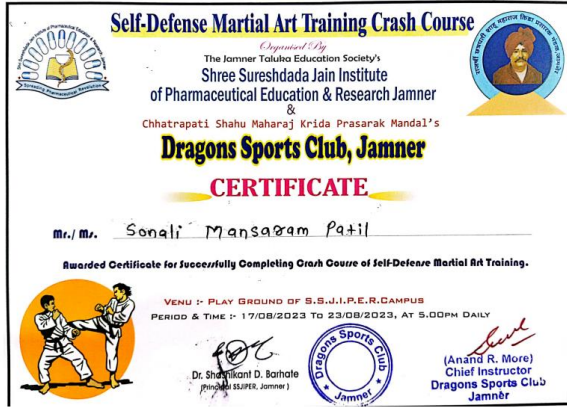 Self-Defense Martial Art Training Crash Course
Organised By
The Jamner Taluka Education Society's
Shree Sureshdada Jain Institute
of Pharmaceutical Education & Research Jamner
&
Chhatrapati Shahu Maharaj Krida Prasarak Mandal's
Dragons Sports Club, Jamner
CERTIFICATE
Mr./ Ms. Sonali Mansaram Patil
Awarded Certificate for Successfully Completing Crash Course of Self-Defense Martial Art Training.
VENU :- PLAY GROUND OF S.S.J.I.P.E.R.CAMPUS
PERIOD & TIME :- 17/08/2023 TO 23/08/2023, AT 5.00PM DAILY
Dr. Shashikant D. Barhate
(Principal SSJIPER, Jamner)
Dragons Sports Club
Jamner
(Anand R. More)
Chief Instructor
Dragons Sports Club
Jamner
Spreading Pharmaceutical Revolution